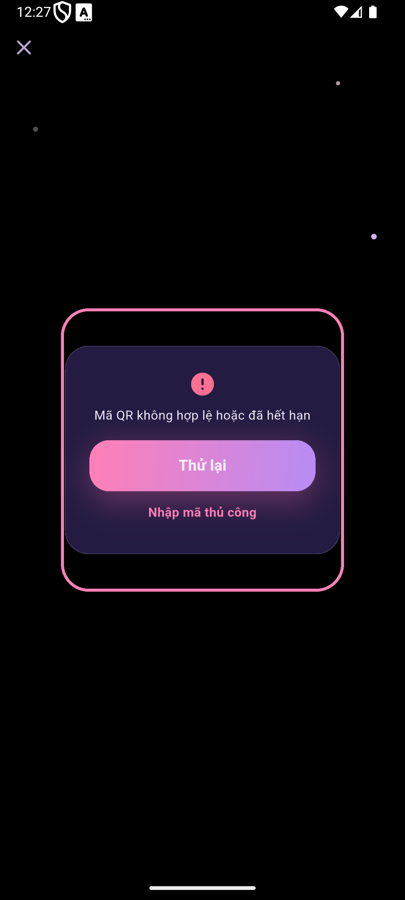 12:27
A
Mã QR không hợp lệ hoặc đã hết hạn
Thử lại
Nhập mã thủ công